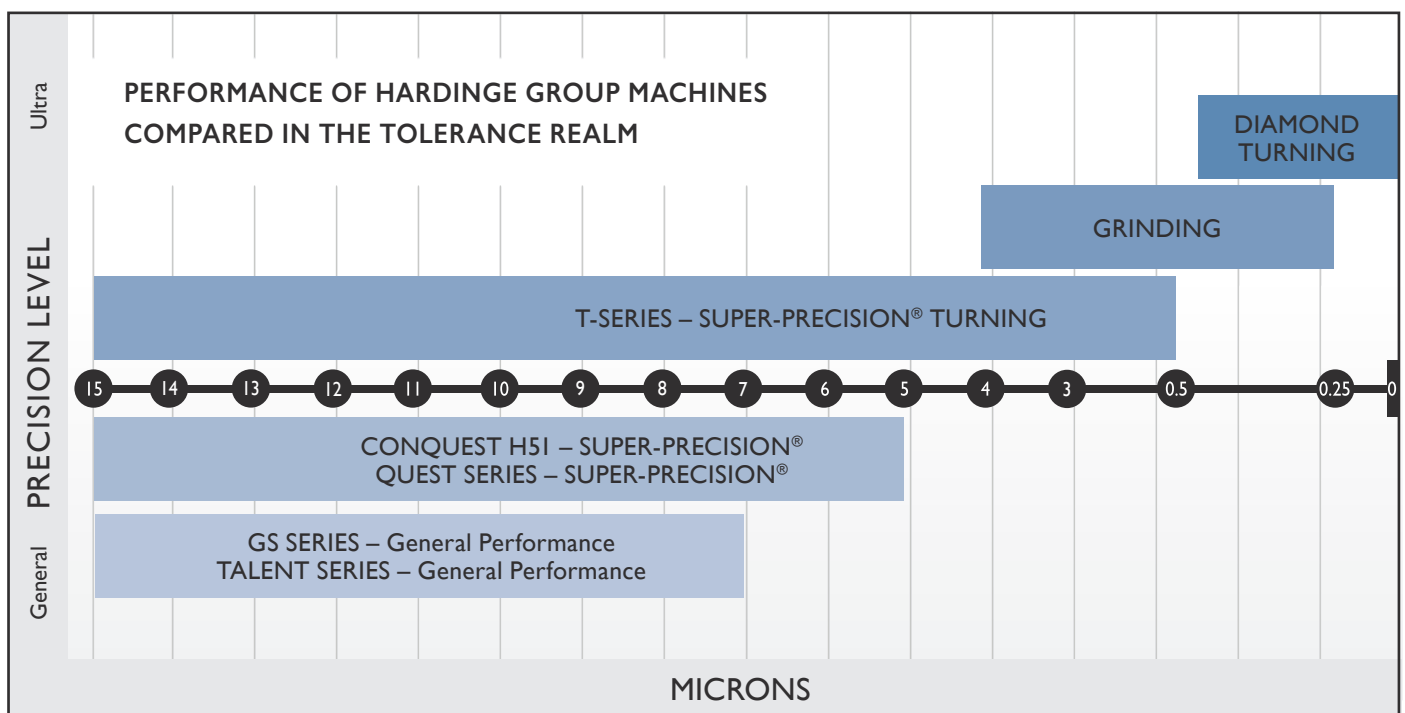 PERFORMANCE OF HARDINGE GROUP MACHINES
COMPARED IN THE TOLERANCE REALM
Ultra
PRECISION LEVEL
General
DIAMOND
TURNING
GRINDING
T-SERIES – SUPER-PRECISION® TURNING
15 14 13 12 11 10 9 8 7 6 5 4 3 0.5 0.25 0
CONQUEST H51 – SUPER-PRECISION®
QUEST SERIES – SUPER-PRECISION®
GS SERIES – General Performance
TALENT SERIES – General Performance
MICRONS